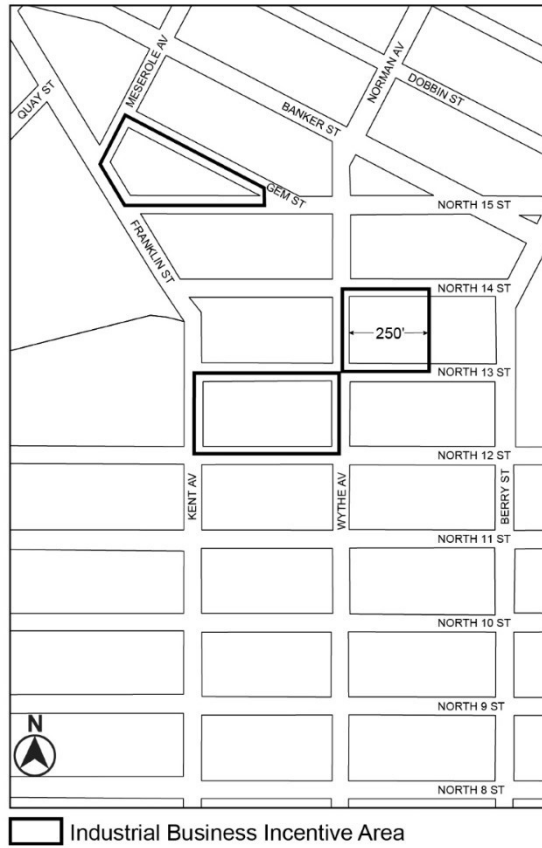 QUAY ST
MESEROLE AV
NORMAN AV
DOBBIN ST
BANKER ST
GEM ST
NORTH 15 ST
FRANKLIN ST
NORTH 14 ST
250'
NORTH 13 ST
NORTH 12 ST
KENT AV
WYTHE AV
BERRY ST
NORTH 11 ST
NORTH 10 ST
NORTH 9 ST
N
NORTH 8 ST
Industrial Business Incentive Area